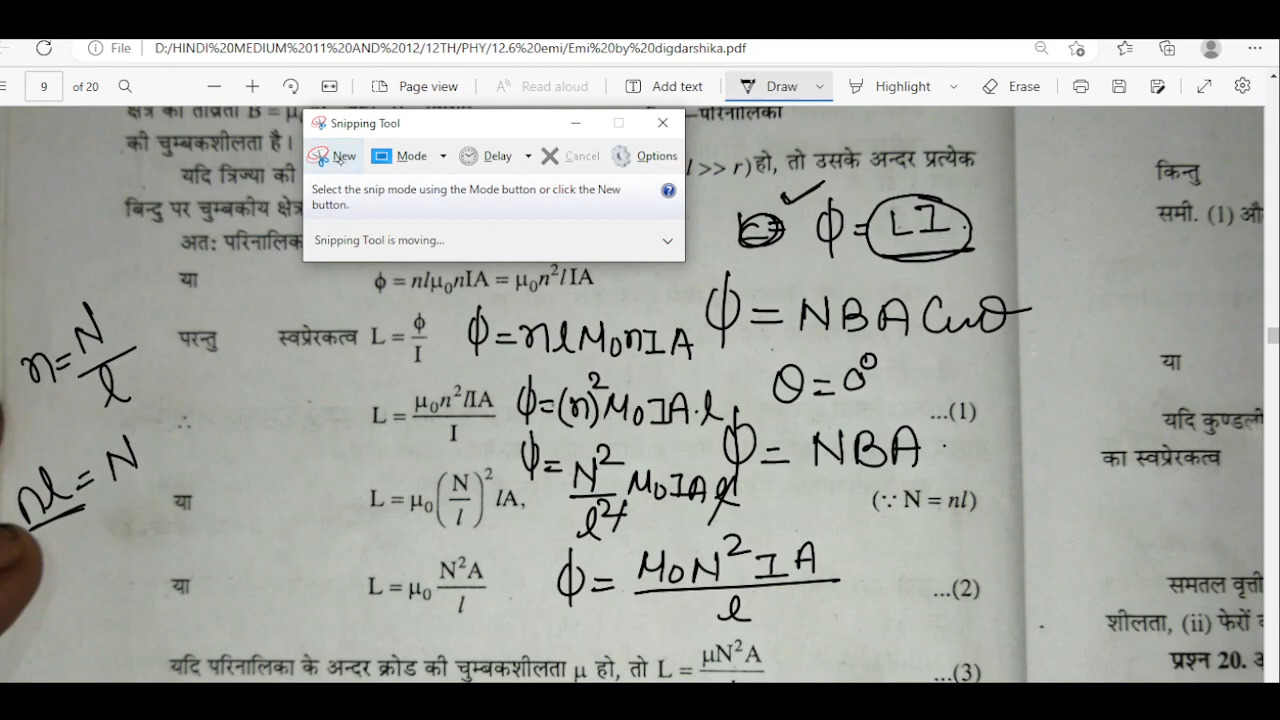 File D:/HINDI%20MEDIUM%2011%20AND%2012/12TH/PHY/12.6%20emi/Emi%20by%20digdarshika.pdf
9 of 20 Page view Read aloud Add text Draw Highlight Erase
Snipping Tool
New Mode Delay Cancel Options
Select the snip mode using the Mode button or click the New
button.
Snipping Tool is moving...
की चुम्बकशीलता है।
यदि त्रिज्या की
l >> r) हो, तो उसके अन्दर प्रत्येक
बिन्दु पर चुम्बकीय क्षेत्र
अत: परिनालिक
ϕ = LI
या ϕ = nlμ₀nIA = μ₀n²lIA
ϕ = NBA Cosθ
n = N/l
परन्तु स्वप्रेरकत्व L = ϕ/I
ϕ = nlM₀nIA
θ = 0°
∴ L = μ₀n²lIA/I ...(1)
ϕ = (n)²M₀IA.l
ϕ = NBA
nl = N
या L = μ₀(N/l)² lA, (∵ N = nl)
ϕ = N²/l² M₀IAl
या L = μ₀ N²A/l ...(2)
ϕ = M₀N²IA/l
यदि परिनालिका के अन्दर क्रोड की चुम्बकशीलता μ हो, तो L = μN²A ...(3)
किन्तु
समी. (1) औ
या
यदि कुण्डली
का स्वप्रेरकत्व
समतल वृत्ती
शीलता, (ii) फेरों
प्रश्न 20.